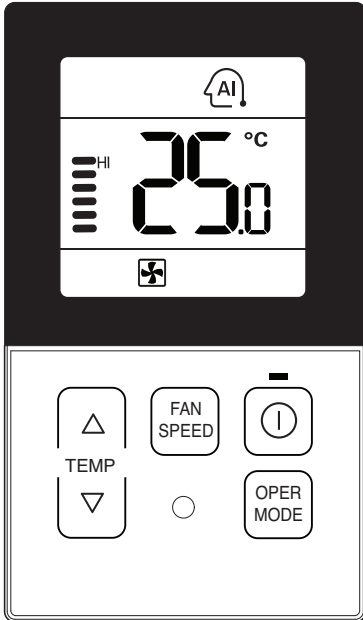 AI
°C
HI
25.0
FAN
SPEED
TEMP
OPER
MODE